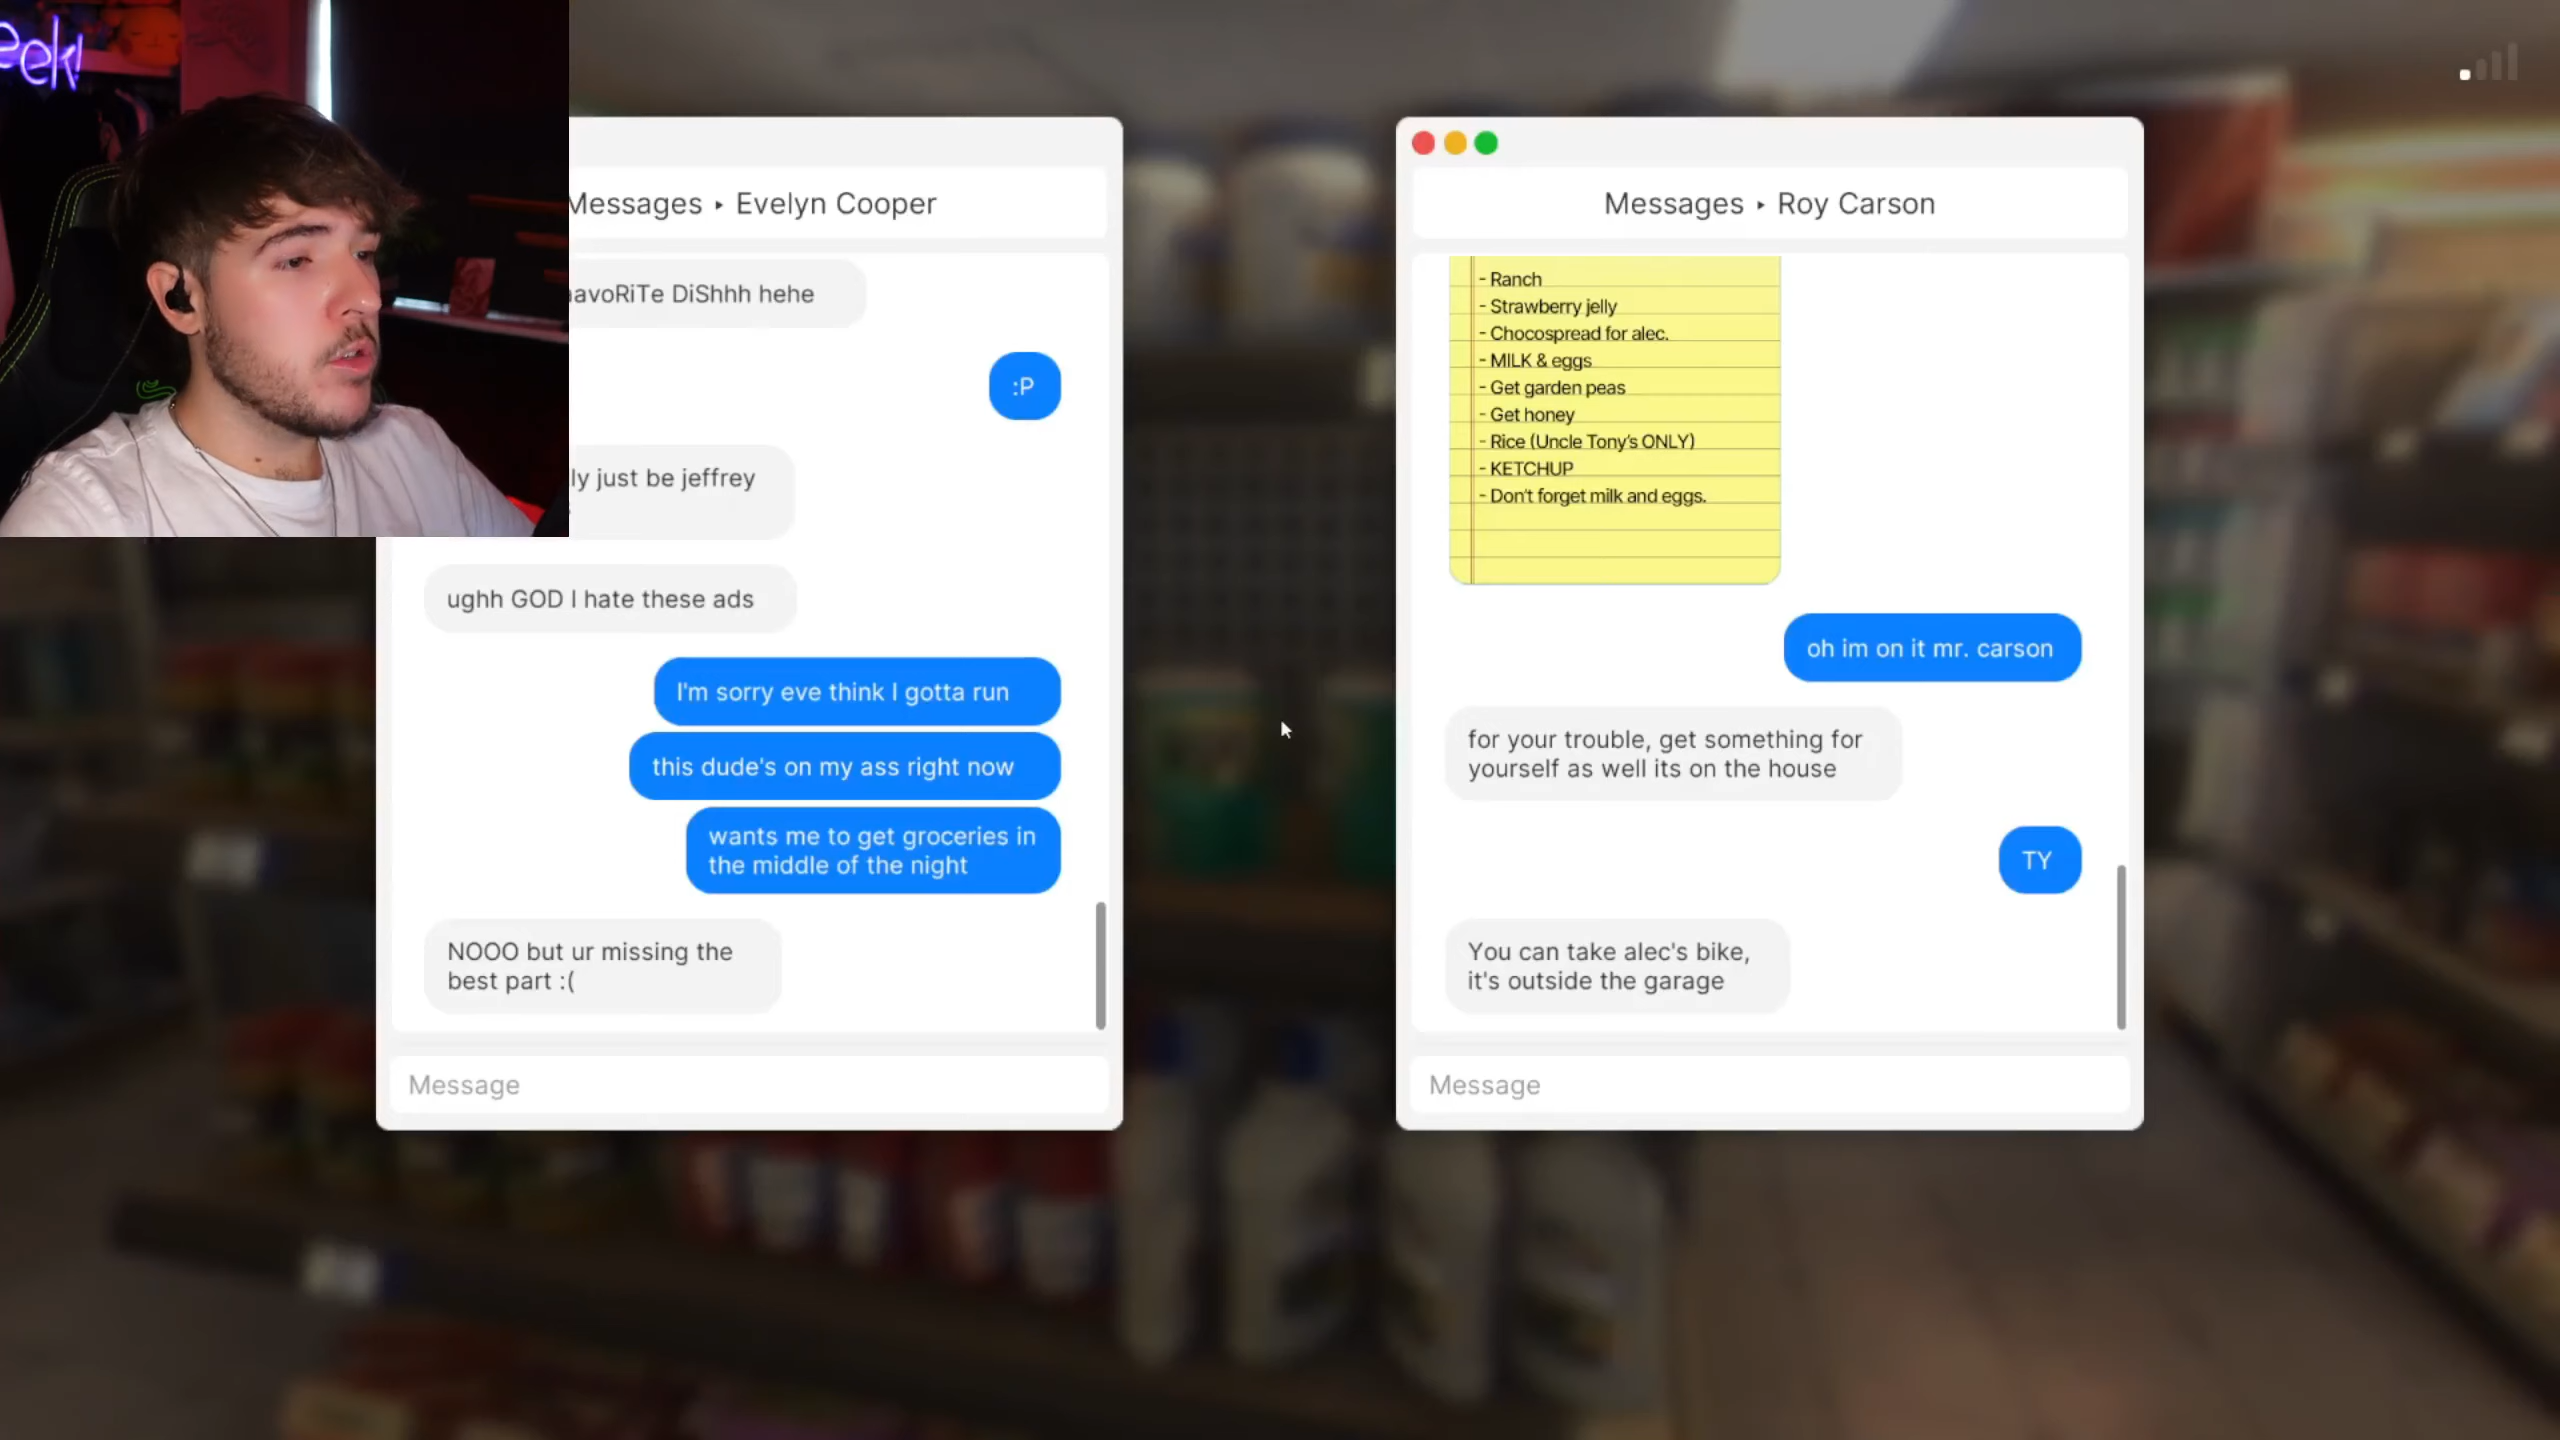 eek!
Messages ‣ Evelyn Cooper
avoRiTe DiShhh hehe
:P
ly just be jeffrey
ughh GOD I hate these ads
I'm sorry eve think I gotta run
this dude's on my ass right now
wants me to get groceries in
the middle of the night
NOOO but ur missing the
best part :(
Message
Messages ‣ Roy Carson
- Ranch
- Strawberry jelly
- Chocospread for alec.
- MILK & eggs
- Get garden peas
- Get honey
- Rice (Uncle Tony's ONLY)
- KETCHUP
- Don't forget milk and eggs.
oh im on it mr. carson
for your trouble, get something for
yourself as well its on the house
TY
You can take alec's bike,
it's outside the garage
Message